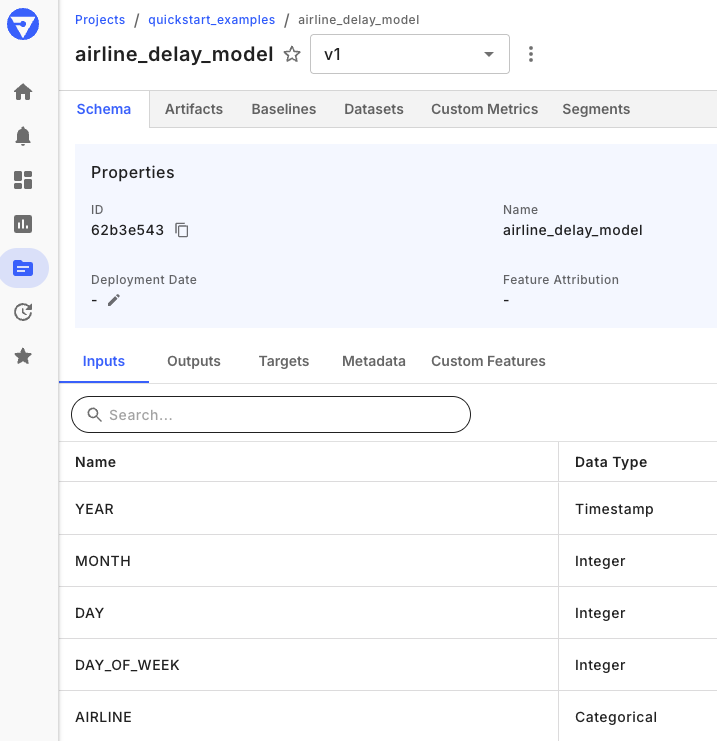 Projects / quickstart_examples / airline_delay_model
airline_delay_model v1
Schema Artifacts Baselines Datasets Custom Metrics Segments
Properties
ID Name
62b3e543 airline_delay_model
Deployment Date Feature Attribution
- -
Inputs Outputs Targets Metadata Custom Features
Search...
Name Data Type
YEAR Timestamp
MONTH Integer
DAY Integer
DAY_OF_WEEK Integer
AIRLINE Categorical